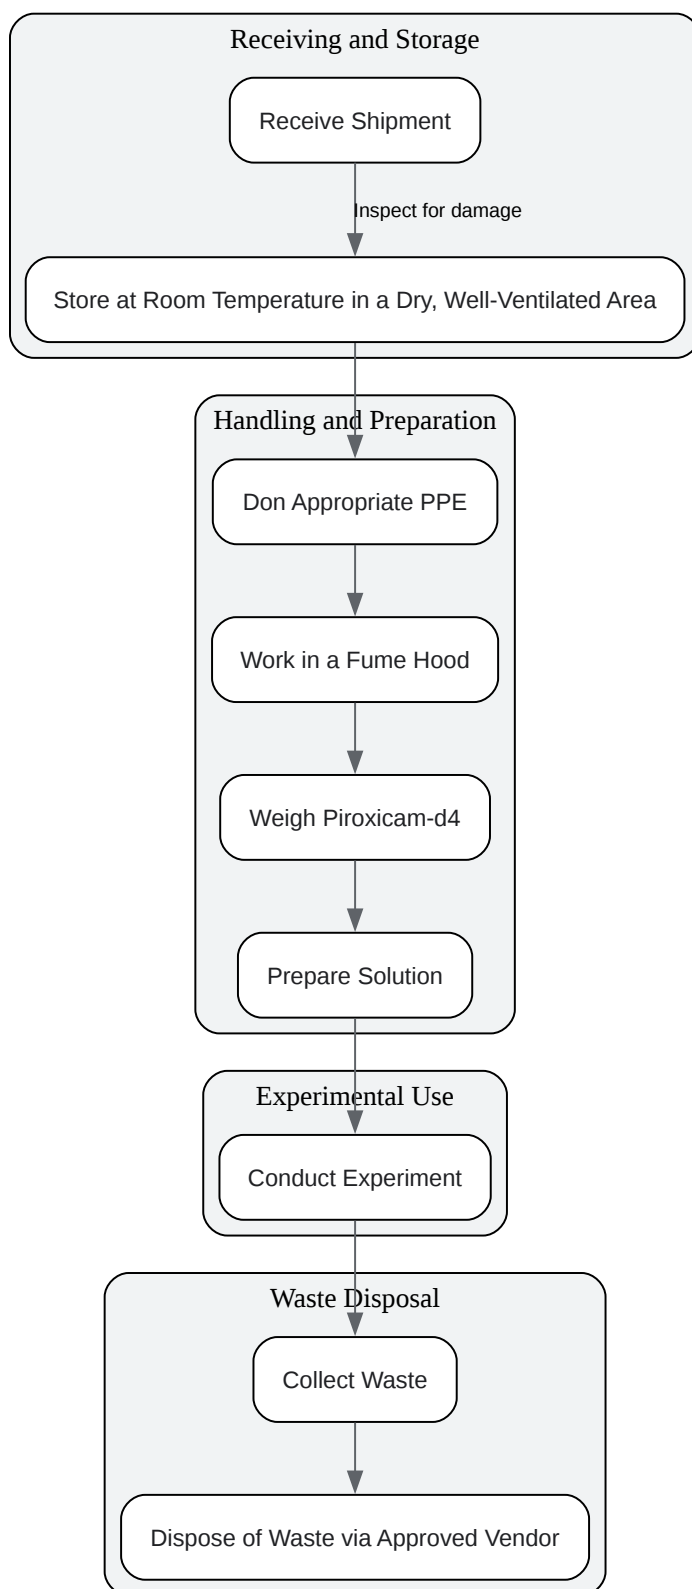 Receiving and Storage
Receive Shipment
Inspect for damage
Store at Room Temperature in a Dry, Well-Ventilated Area
Handling and Preparation
Don Appropriate PPE
Work in a Fume Hood
Weigh Piroxicam-d4
Prepare Solution
Experimental Use
Conduct Experiment
Waste Disposal
Collect Waste
Dispose of Waste via Approved Vendor